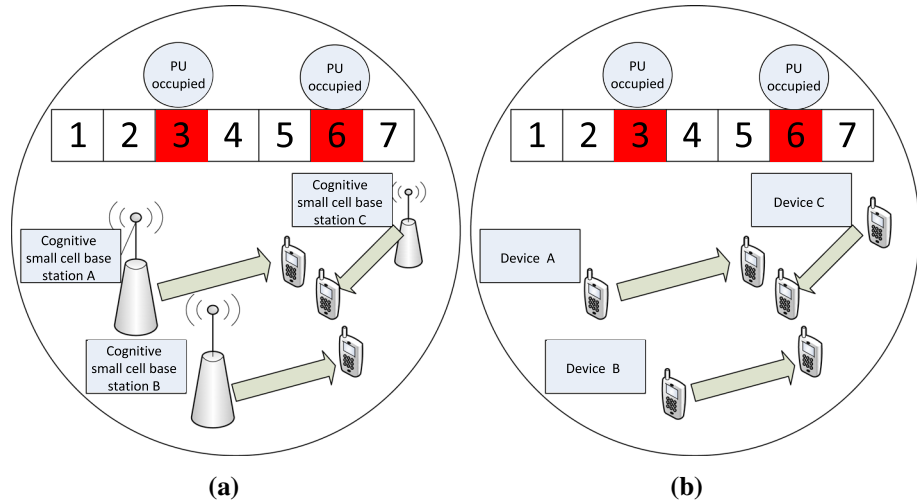 PU
occupied
PU
occupied
1 2 3 4 5 6 7
Cognitive
small cell base
station C
Cognitive
small cell base
station A
Cognitive
small cell base
station B
(a)
PU
occupied
PU
occupied
1 2 3 4 5 6 7
Device C
Device A
Device B
(b)